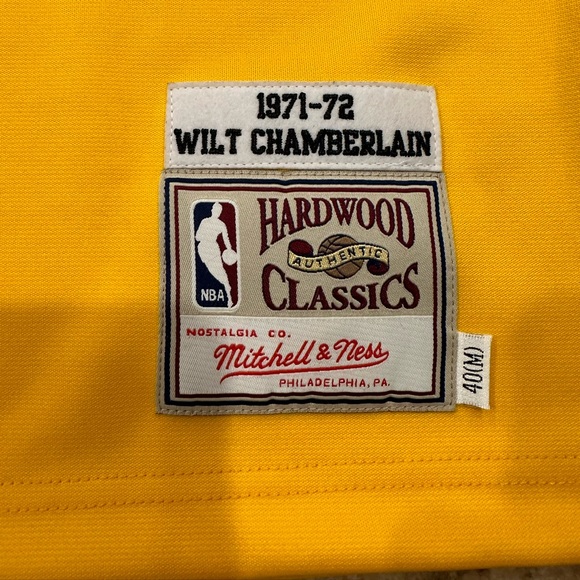 1971-72
WILT CHAMBERLAIN
HARDWOOD
AUTHENTIC
CLASSICS
NBA
NOSTALGIA CO.
Mitchell & Ness
PHILADELPHIA, PA.
40(M)